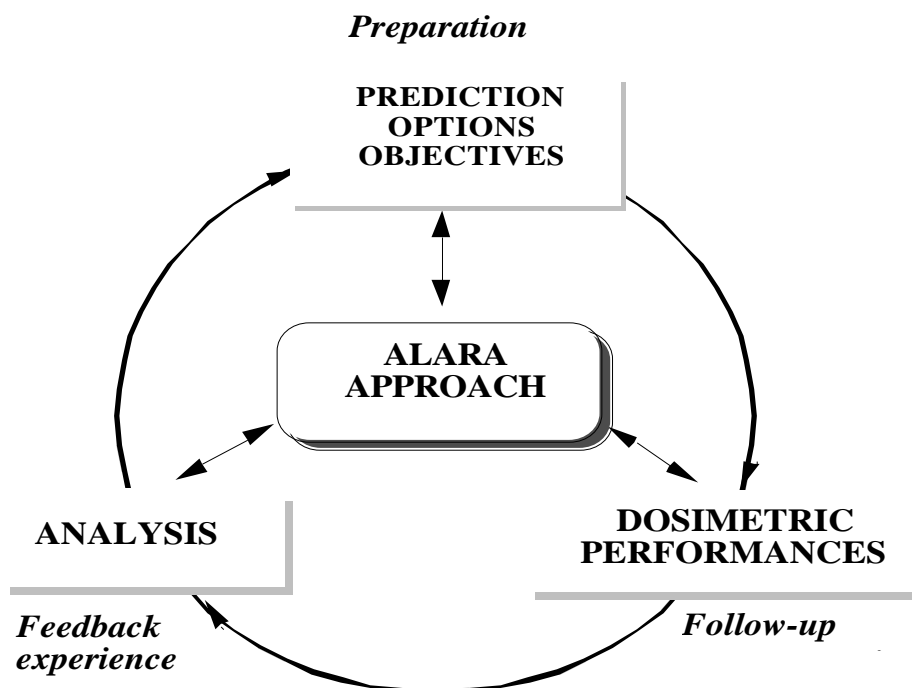 Preparation
PREDICTION
OPTIONS
OBJECTIVES
ALARA
APPROACH
ANALYSIS
DOSIMETRIC
PERFORMANCES
Feedback
experience
Follow-up